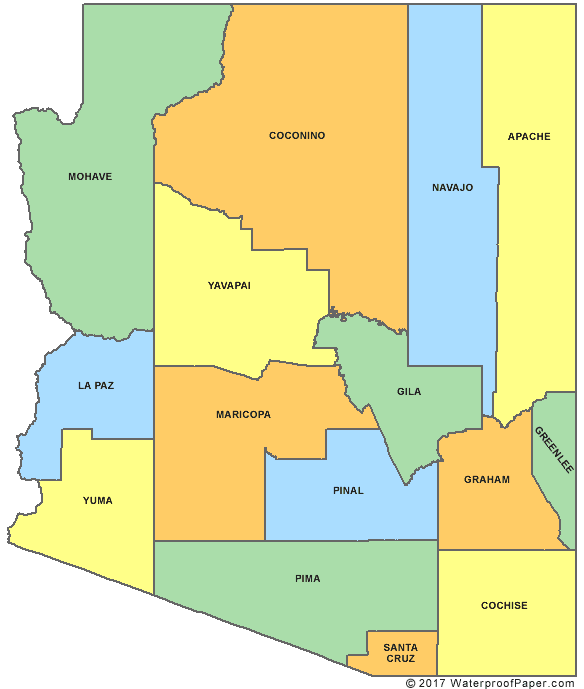 COCONINO
APACHE
MOHAVE
NAVAJO
YAVAPAI
LA PAZ
GILA
MARICOPA
GREENLEE
GRAHAM
PINAL
YUMA
PIMA
COCHISE
SANTA
CRUZ
© 2017 WaterproofPaper.com